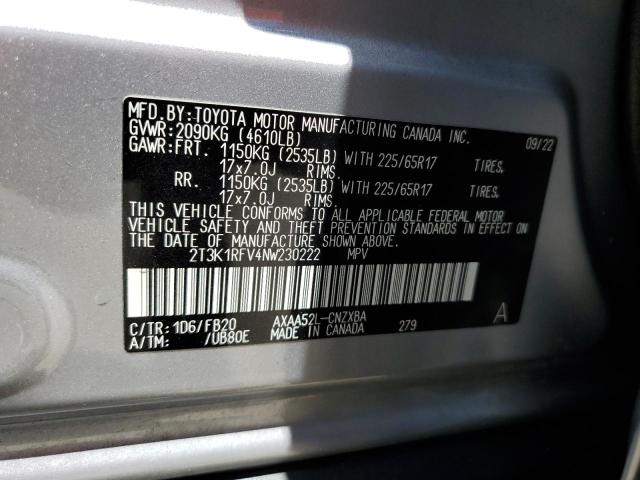 MFD.BY:TOYOTA MOTOR MANUFACTURING CANADA INC. 09/22
GVWR:2090KG (4610LB)
GAWR:FRT. 1150KG (2535LB) WITH 225/65R17 TIRES.
17x7.0J RIMS.
RR. 1150KG (2535LB) WITH 225/65R17 TIRES.
17x7.0J RIMS.
THIS VEHICLE CONFORMS TO ALL APPLICABLE FEDERAL MOTOR
VEHICLE SAFETY AND THEFT PREVENTION STANDARDS IN EFFECT ON
THE DATE OF MANUFACTURE SHOWN ABOVE.
2T3K1RFV4NW230222 MPV
C/TR:1D6/FB20 AXAA52L-CNZXBA A
A/TM: /UB80E MADE IN CANADA 279